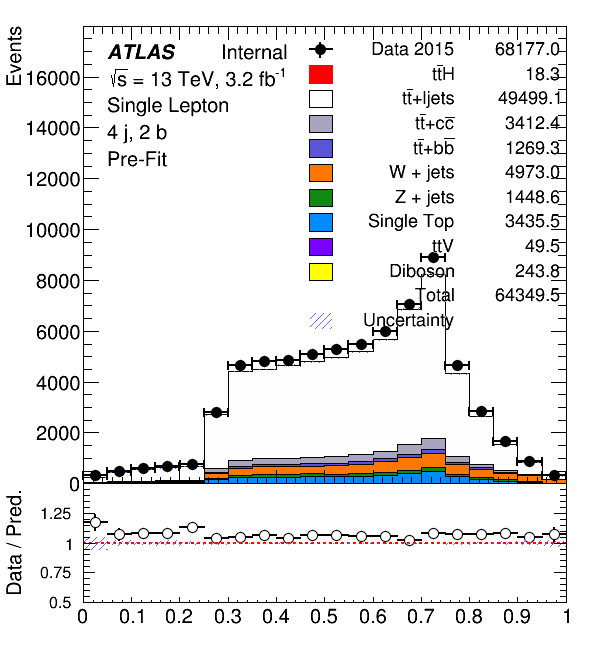 Events
ATLAS Internal
√s = 13 TeV, 3.2 fb⁻¹
Single Lepton
4 j, 2 b
Pre-Fit
Data 2015 68177.0
tt̄H 18.3
tt̄+ljets 49499.1
tt̄+cc̄ 3412.4
tt̄+bb̄ 1269.3
W + jets 4973.0
Z + jets 1448.6
Single Top 3435.5
ttV 49.5
Diboson 243.8
Total 64349.5
Uncertainty
16000
14000
12000
10000
8000
6000
4000
2000
0
Data / Pred.
1.25
1
0.75
0.5
0 0.1 0.2 0.3 0.4 0.5 0.6 0.7 0.8 0.9 1